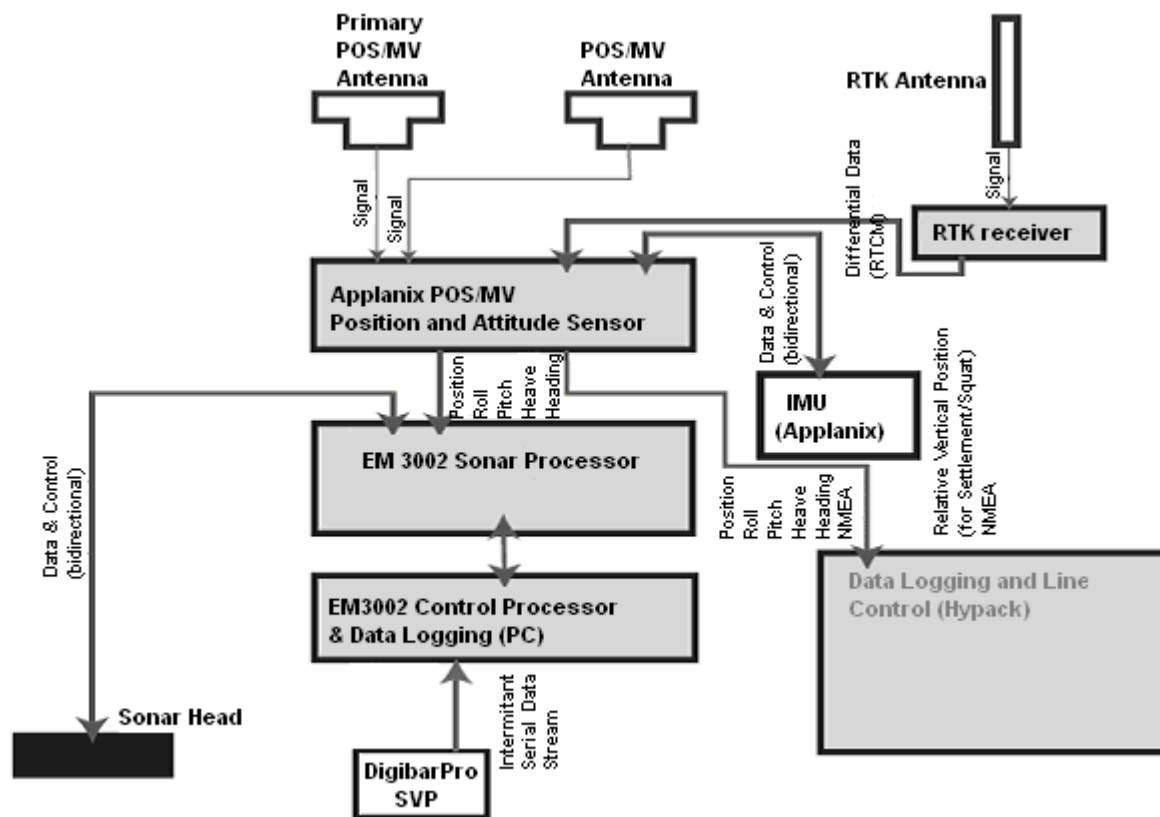 Primary
POS/MV
Antenna
POS/MV
Antenna
RTK Antenna
Signal
Signal
Signal
Differential Data
(RTCM)
RTK receiver
Applanix POS/MV
Position and Attitude Sensor
Data & Control
(bidirectional)
IMU
(Applanix)
Position
Roll
Pitch
Heave
Heading
EM 3002 Sonar Processor
Position
Roll
Pitch
Heave
Heading
NMEA
Relative Vertical Position
(for Settlement/Squat)
NMEA
Data & Control
(bidirectional)
EM3002 Control Processor
& Data Logging (PC)
Data Logging and Line
Control (Hypack)
Intermitant
Serial Data
Stream
Sonar Head
DigibarPro
SVP